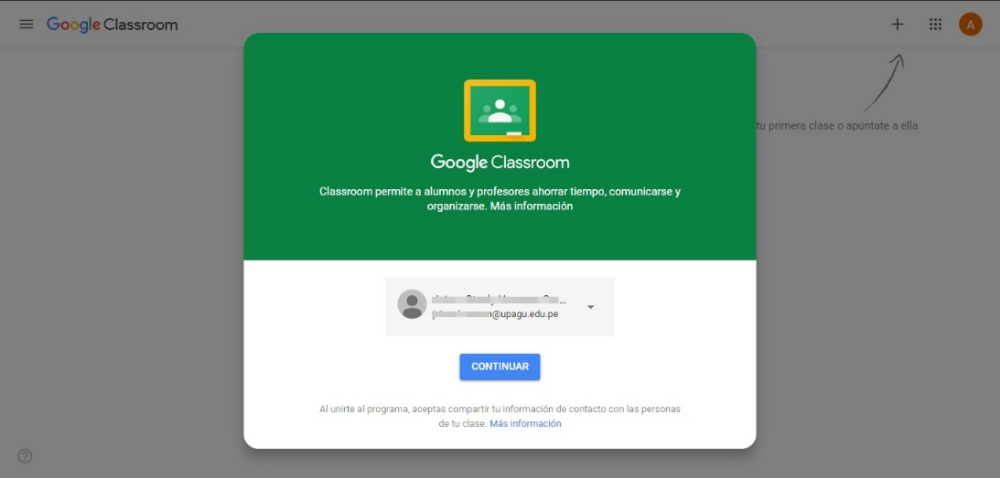 Google Classroom
A
tu primera clase o apúntate a ella
Google Classroom
Classroom permite a alumnos y profesores ahorrar tiempo, comunicarse y
organizarse. Más información
@upagu.edu.pe
CONTINUAR
Al unirte al programa, aceptas compartir tu información de contacto con las personas
de tu clase. Más información
?